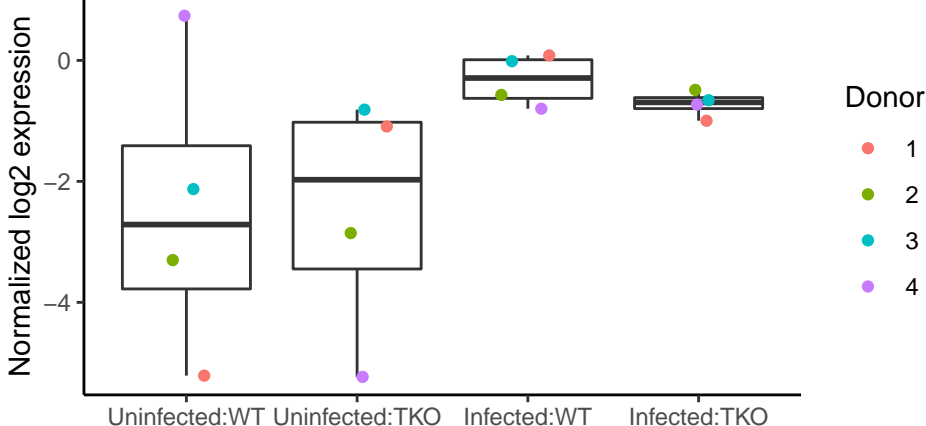 Normalized log2 expression
0
−2
−4
Uninfected:WT Uninfected:TKO Infected:WT Infected:TKO
Donor
1
2
3
4